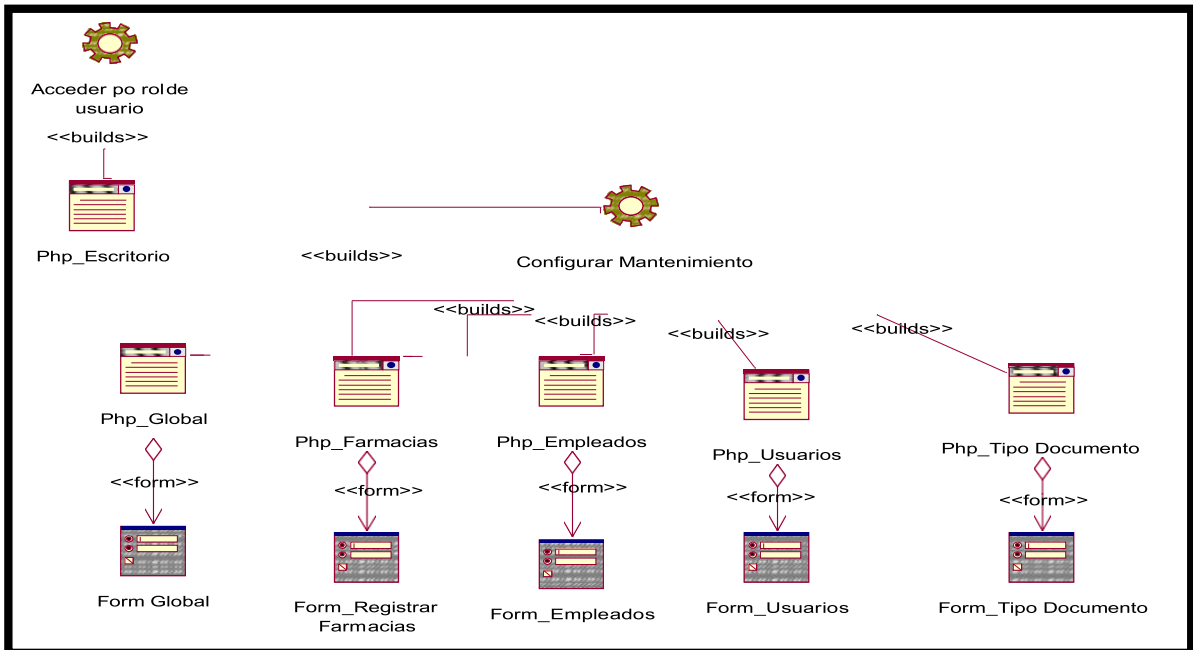 Acceder po rol de
usuario
<<builds>>
Php_Escritorio
<<builds>>
Configurar Mantenimiento
<<builds>>
<<builds>>
<<builds>>
<<builds>>
Php_Global
Php_Farmacias
Php_Empleados
Php_Usuarios
Php_Tipo Documento
<<form>>
<<form>>
<<form>>
<<form>>
<<form>>
Form Global
Form_Registrar
Farmacias
Form_Empleados
Form_Usuarios
Form_Tipo Documento